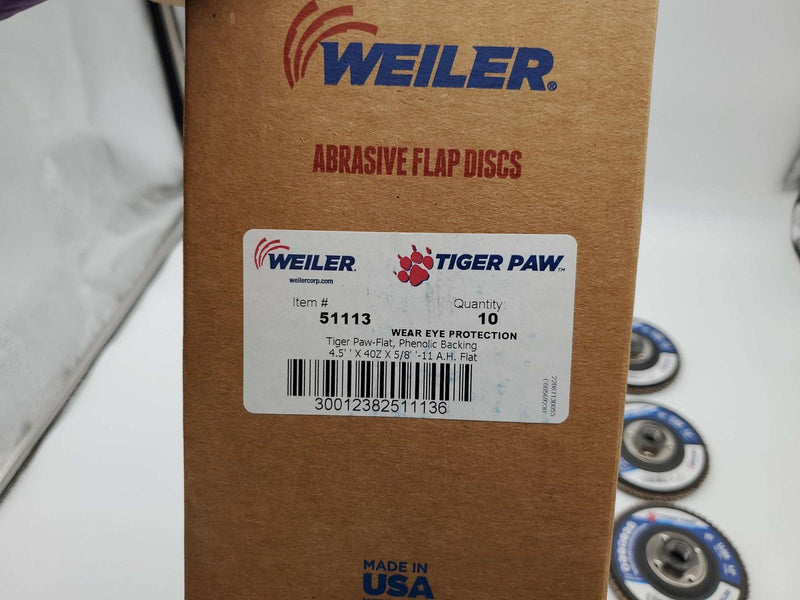 WEILER®
ABRASIVE FLAP DISCS
WEILER®
weilercorp.com
TIGER PAW™
Item #
51113
Quantity:
10
WEAR EYE PROTECTION
Tiger Paw-Flat, Phenolic Backing
4.5' ' X 40Z X 5/8' '-11 A.H. Flat
30012382511136
MADE IN
USA